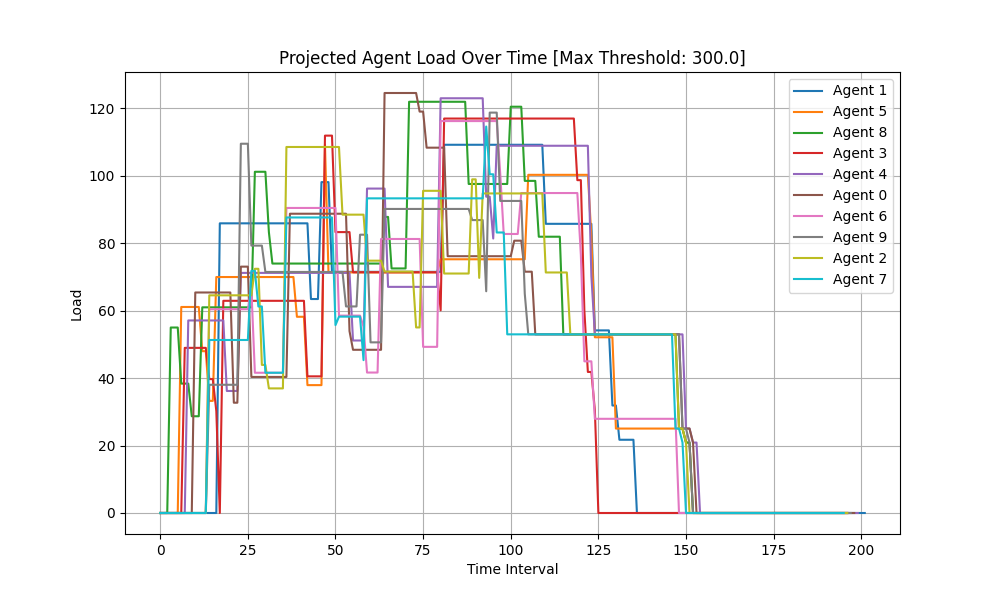 Projected Agent Load Over Time [Max Threshold: 300.0]
Load
120
100
80
60
40
20
0
0 25 50 75 100 125 150 175 200
Time Interval
Agent 1
Agent 5
Agent 8
Agent 3
Agent 4
Agent 0
Agent 6
Agent 9
Agent 2
Agent 7